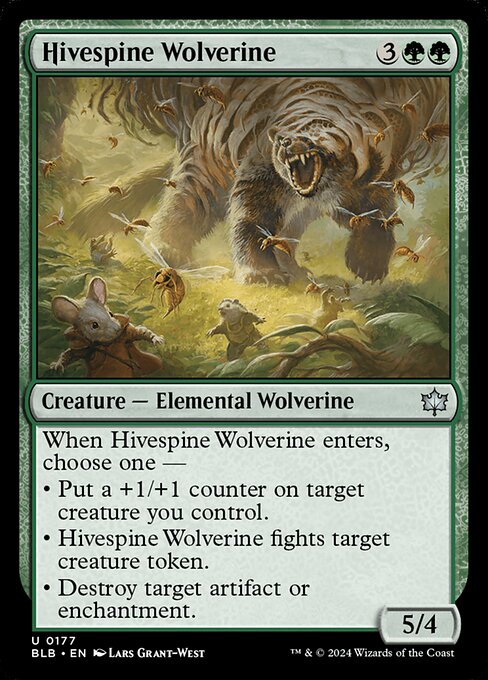 Hivespine Wolverine 3
Creature — Elemental Wolverine
When Hivespine Wolverine enters,
choose one —
• Put a +1/+1 counter on target
creature you control.
• Hivespine Wolverine fights target
creature token.
• Destroy target artifact or
enchantment.
5/4
U 0177
BLB • EN Lars Grant-West
™ & © 2024 Wizards of the Coast